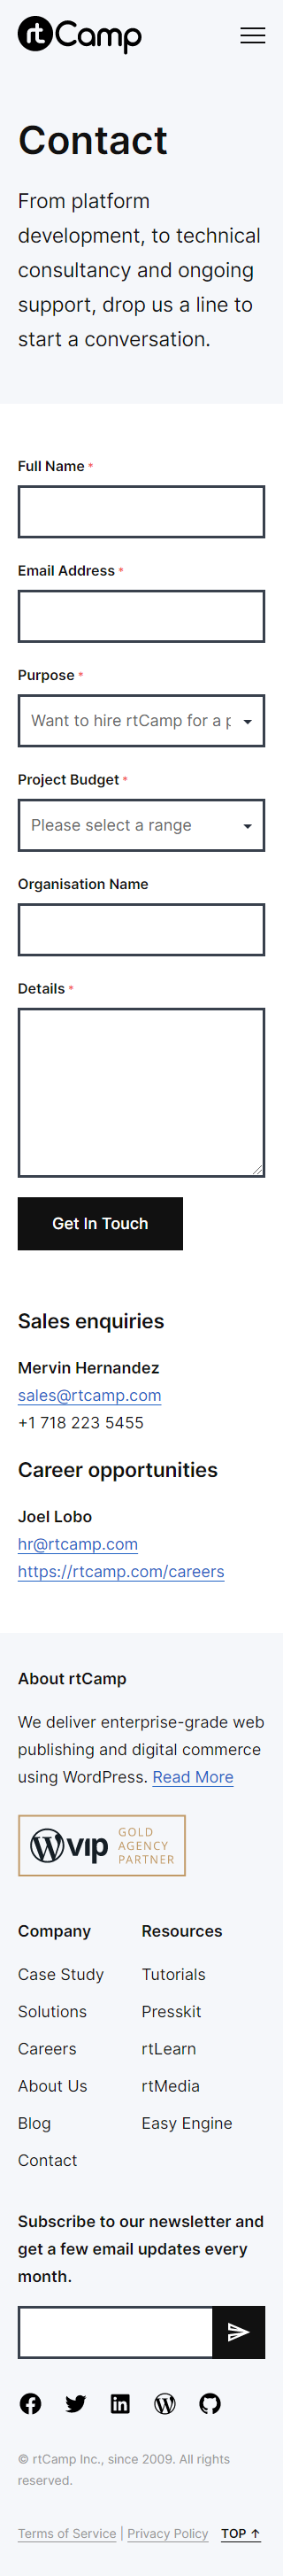 rtCamp
Contact
From platform
development, to technical
consultancy and ongoing
support, drop us a line to
start a conversation.
Full Name *
Email Address *
Purpose *
Want to hire rtCamp for a p
Project Budget *
Please select a range
Organisation Name
Details *
Get In Touch
Sales enquiries
Mervin Hernandez
sales@rtcamp.com
+1 718 223 5455
Career opportunities
Joel Lobo
hr@rtcamp.com
https://rtcamp.com/careers
About rtCamp
We deliver enterprise-grade web
publishing and digital commerce
using WordPress. Read More
W vip GOLD
AGENCY
PARTNER
Company
Case Study
Solutions
Careers
About Us
Blog
Contact
Resources
Tutorials
Presskit
rtLearn
rtMedia
Easy Engine
Subscribe to our newsletter and
get a few email updates every
month.
© rtCamp Inc., since 2009. All rights
reserved.
Terms of Service | Privacy Policy TOP ↑